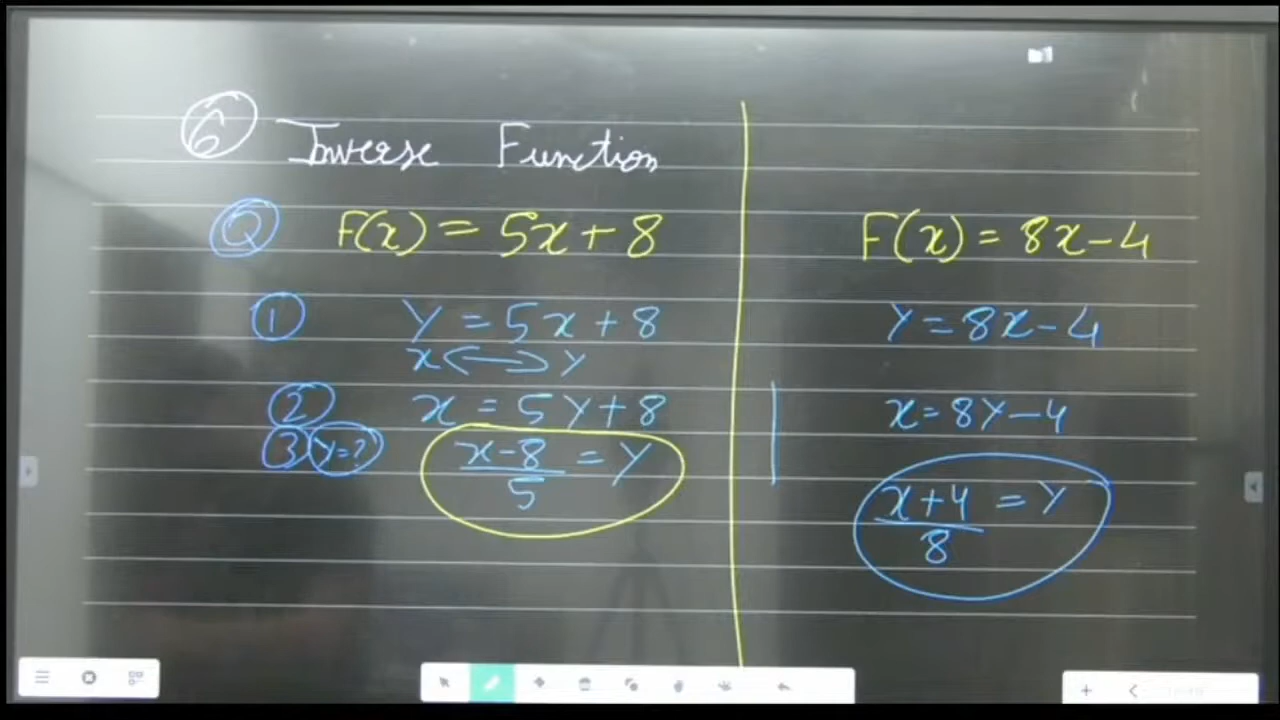 6 Inverse Function
Q F(x) = 5x+8
1 Y = 5x+8
x ↔ Y
2 x = 5Y+8
3 Y=? x-8/5 = Y
F(x) = 8x-4
Y = 8x-4
x = 8Y-4
x+4/8 = Y